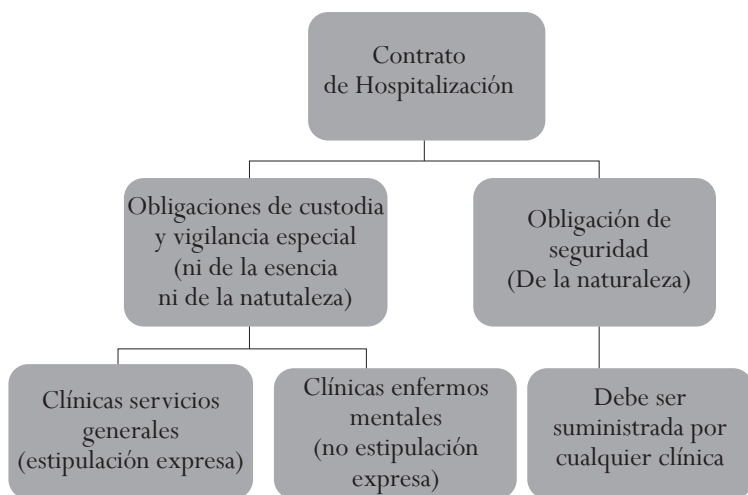 Contrato
de Hospitalización
Obligaciones de custodia
y vigilancia especial
(ni de la esencia
ni de la natutaleza)
Obligación de
seguridad
(De la naturaleza)
Clínicas servicios
generales
(estipulación expresa)
Clínicas enfermos
mentales
(no estipulación
expresa)
Debe ser
suministrada por
cualquier clínica